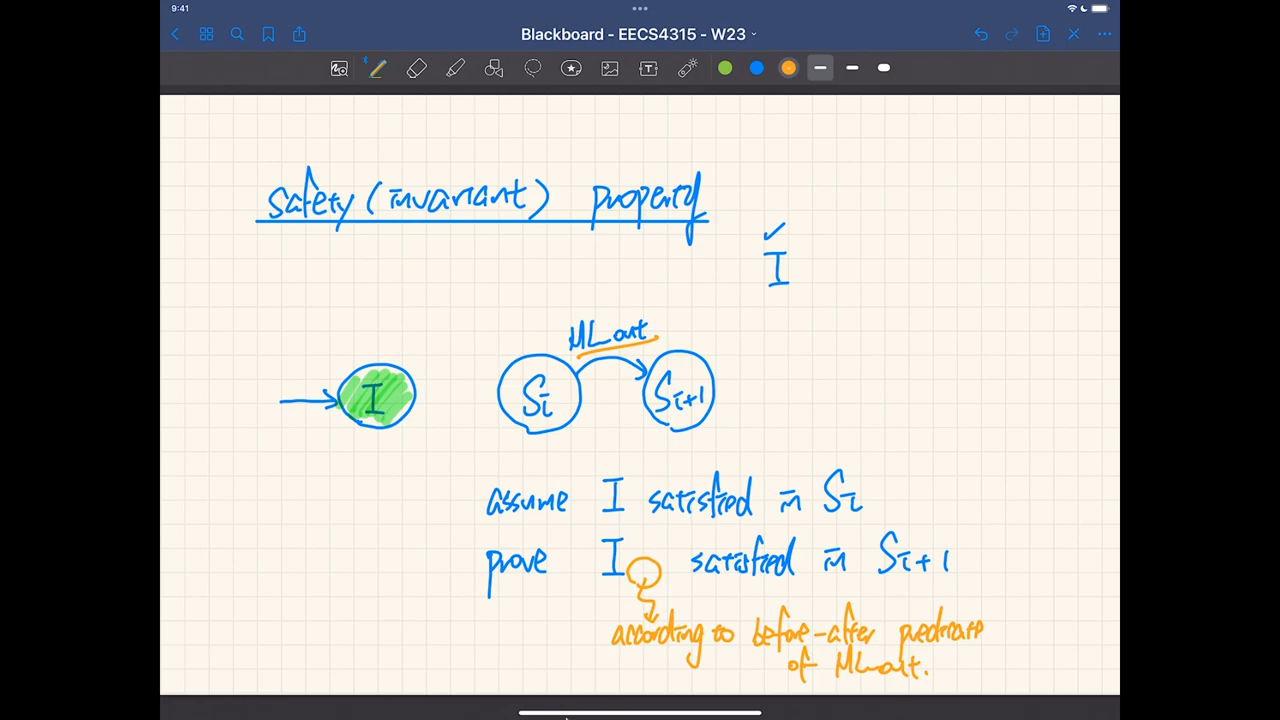 9:41
Blackboard - EECS4315 - W23
safety (invariant) property
I
ML_out
I
Si
Si+1
assume I satisfied in Si
prove I satisfied in Si+1
according to before-after predicate
of ML_out.